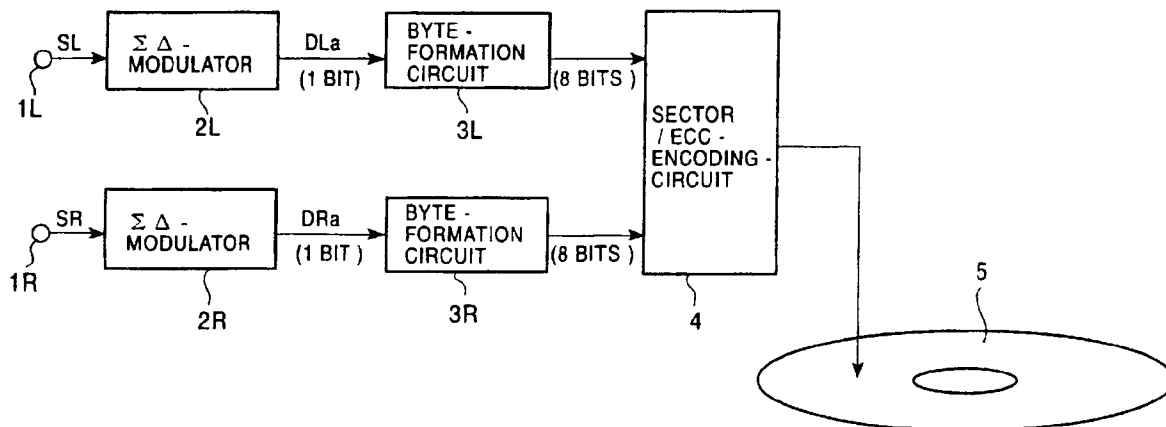 SL
Σ Δ -
MODULATOR
DLa
(1 BIT)
BYTE -
FORMATION
CIRCUIT
(8 BITS )
1L
2L
3L
SECTOR
/ ECC -
ENCODING -
CIRCUIT
SR
Σ Δ -
MODULATOR
DRa
(1 BIT )
BYTE -
FORMATION
CIRCUIT
(8 BITS )
1R
2R
3R
4
5